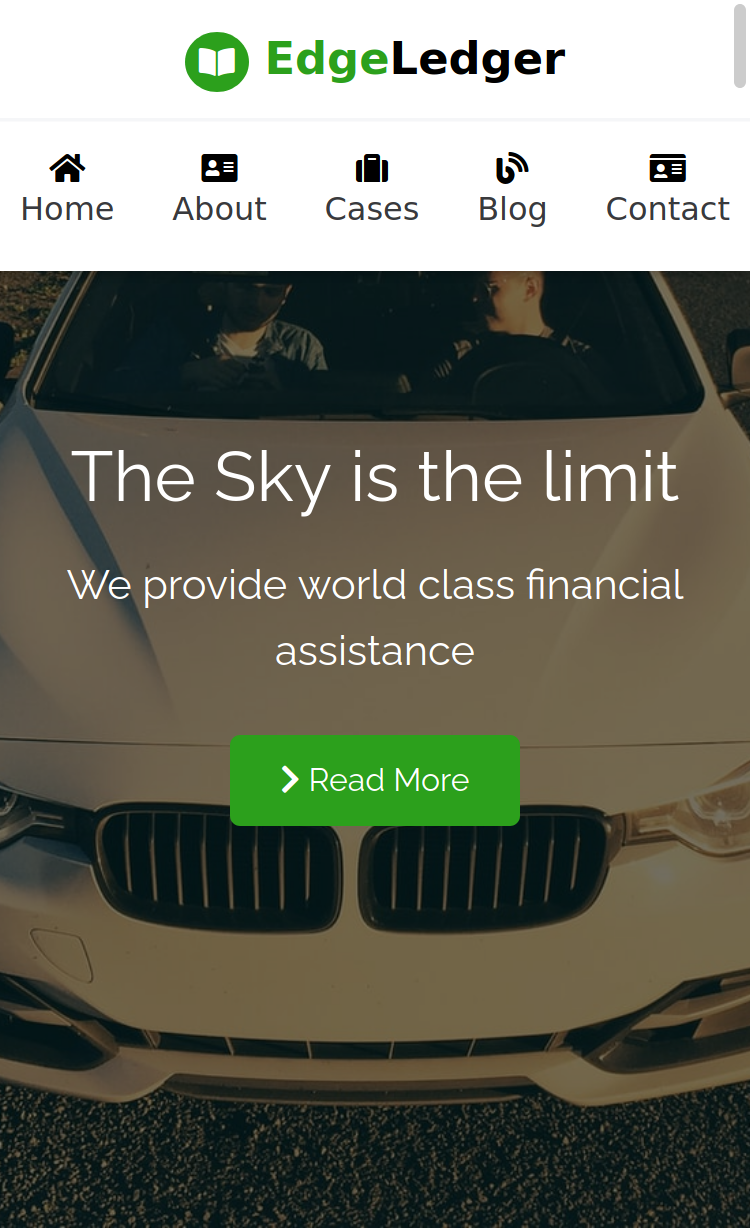 EdgeLedger
Home About Cases Blog Contact
The Sky is the limit
We provide world class financial
assistance
Read More